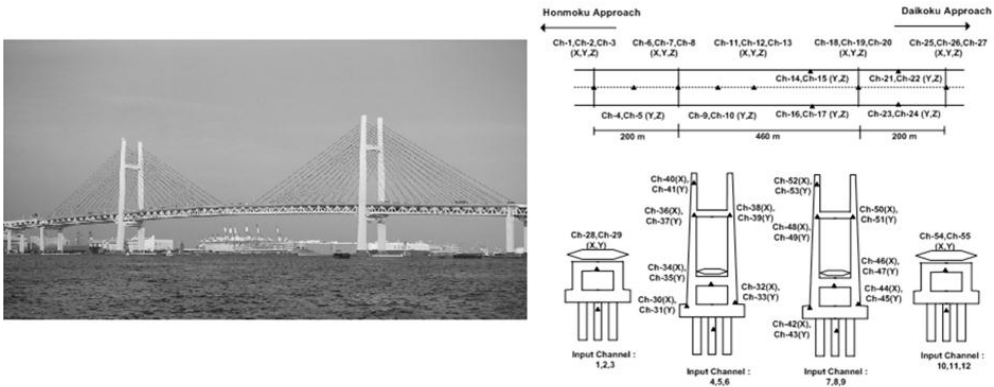 Honmoku Approach
Daikoku Approach
Ch-1,Ch-2,Ch-3
(X,Y,Z)
Ch-6,Ch-7,Ch-8
(X,Y,Z)
Ch-11,Ch-12,Ch-13
(X,Y,Z)
Ch-18,Ch-19,Ch-20
(X,Y,Z)
Ch-25,Ch-26,Ch-27
(X,Y,Z)
Ch-14,Ch-15 (Y,Z)
Ch-21,Ch-22 (Y,Z)
Ch-4,Ch-5 (Y,Z)
Ch-9,Ch-10 (Y,Z)
Ch-16,Ch-17 (Y,Z)
Ch-23,Ch-24 (Y,Z)
200 m
460 m
200 m
Ch-28,Ch-29
(X,Y)
Input Channel :
1,2,3
Ch-40(X),
Ch-41(Y)
Ch-36(X),
Ch-37(Y)
Ch-38(X),
Ch-39(Y)
Ch-34(X),
Ch-35(Y)
Ch-32(X),
Ch-33(Y)
Ch-30(X),
Ch-31(Y)
Input Channel :
4,5,6
Ch-52(X),
Ch-53(Y)
Ch-50(X),
Ch-51(Y)
Ch-48(X),
Ch-49(Y)
Ch-46(X),
Ch-47(Y)
Ch-44(X),
Ch-45(Y)
Ch-42(X),
Ch-43(Y)
Input Channel :
7,8,9
Ch-54,Ch-55
(X,Y)
Input Channel :
10,11,12